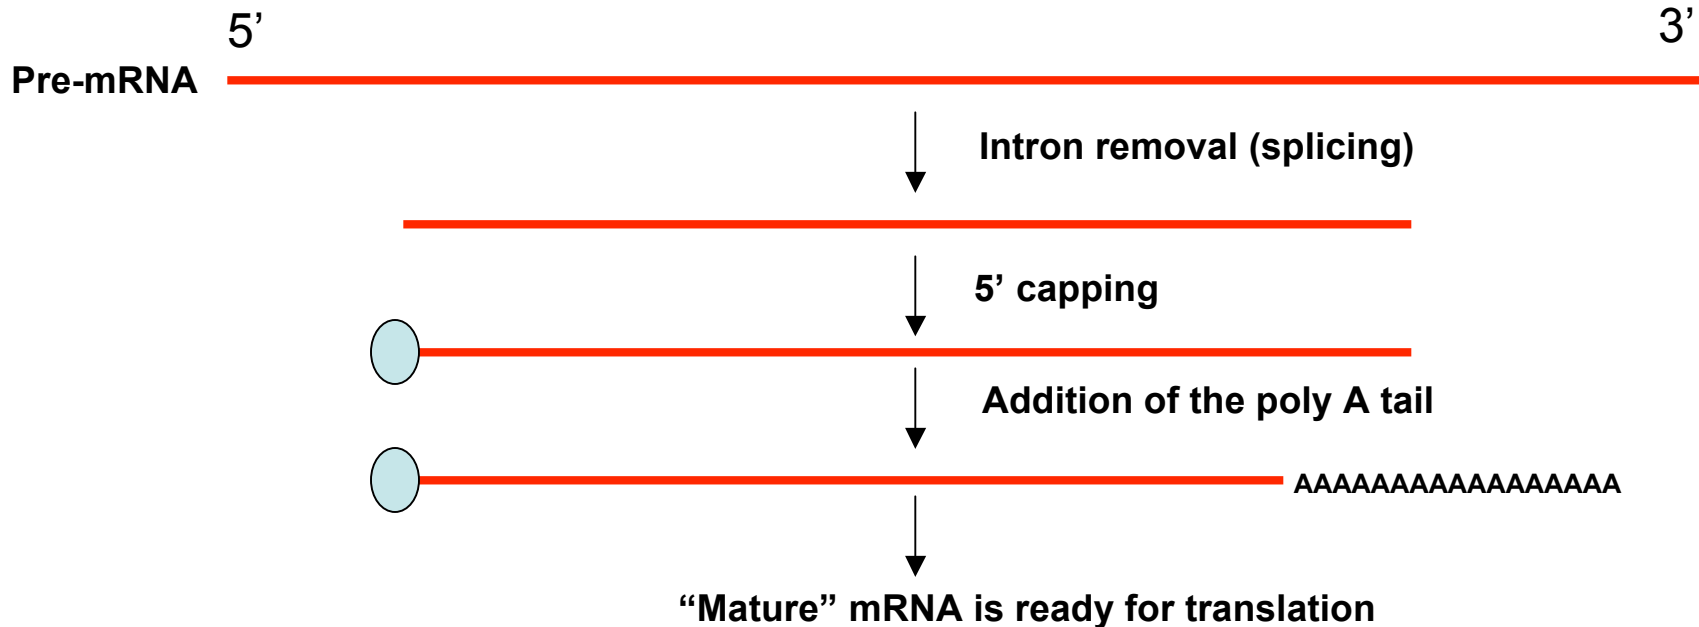 5’ 3’
Pre-mRNA
Intron removal (splicing)
5’ capping
Addition of the poly A tail
AAAAAAAAAAAAAAAAA
“Mature” mRNA is ready for translation